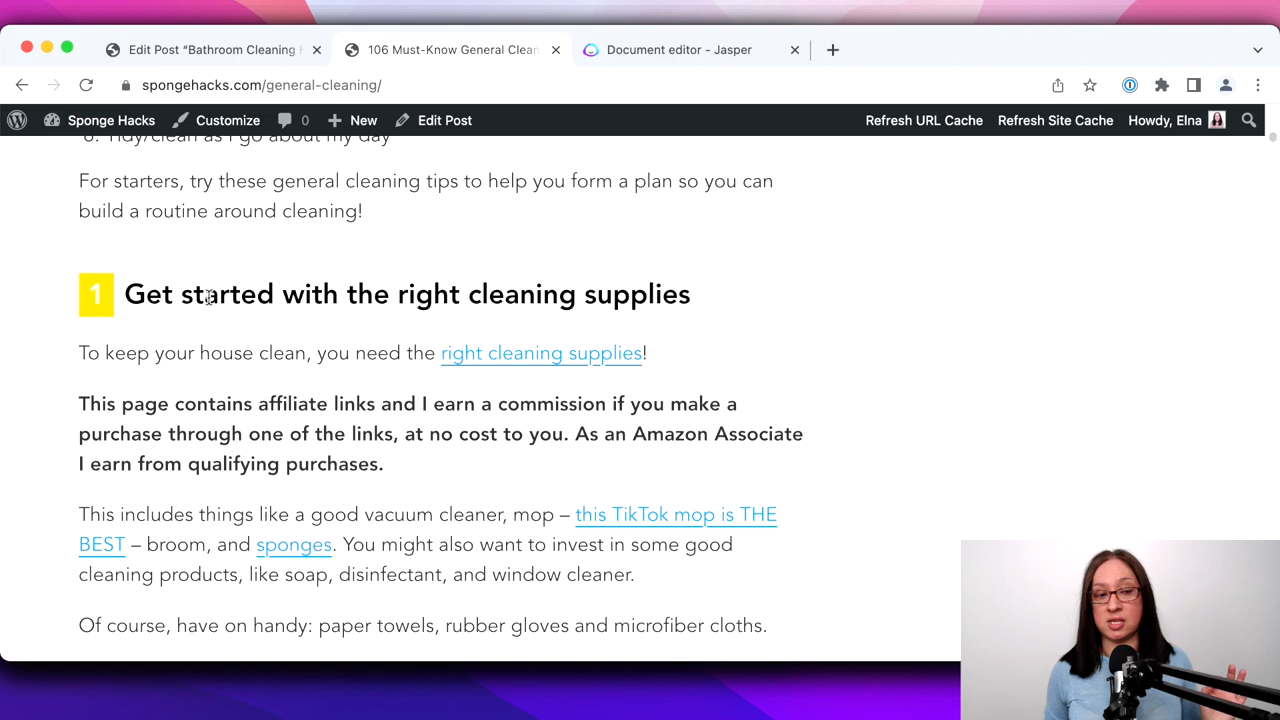 Edit Post “Bathroom Cleaning
106 Must-Know General Clean
Document editor - Jasper
spongehacks.com/general-cleaning/
Sponge Hacks
Customize
0
New
Edit Post
Refresh URL Cache
Refresh Site Cache
Howdy, Elna
Tidy/clean as I go about my day
For starters, try these general cleaning tips to help you form a plan so you can
build a routine around cleaning!
1 Get started with the right cleaning supplies
To keep your house clean, you need the right cleaning supplies!
This page contains affiliate links and I earn a commission if you make a
purchase through one of the links, at no cost to you. As an Amazon Associate
I earn from qualifying purchases.
This includes things like a good vacuum cleaner, mop – this TikTok mop is THE
BEST – broom, and sponges. You might also want to invest in some good
cleaning products, like soap, disinfectant, and window cleaner.
Of course, have on handy: paper towels, rubber gloves and microfiber cloths.